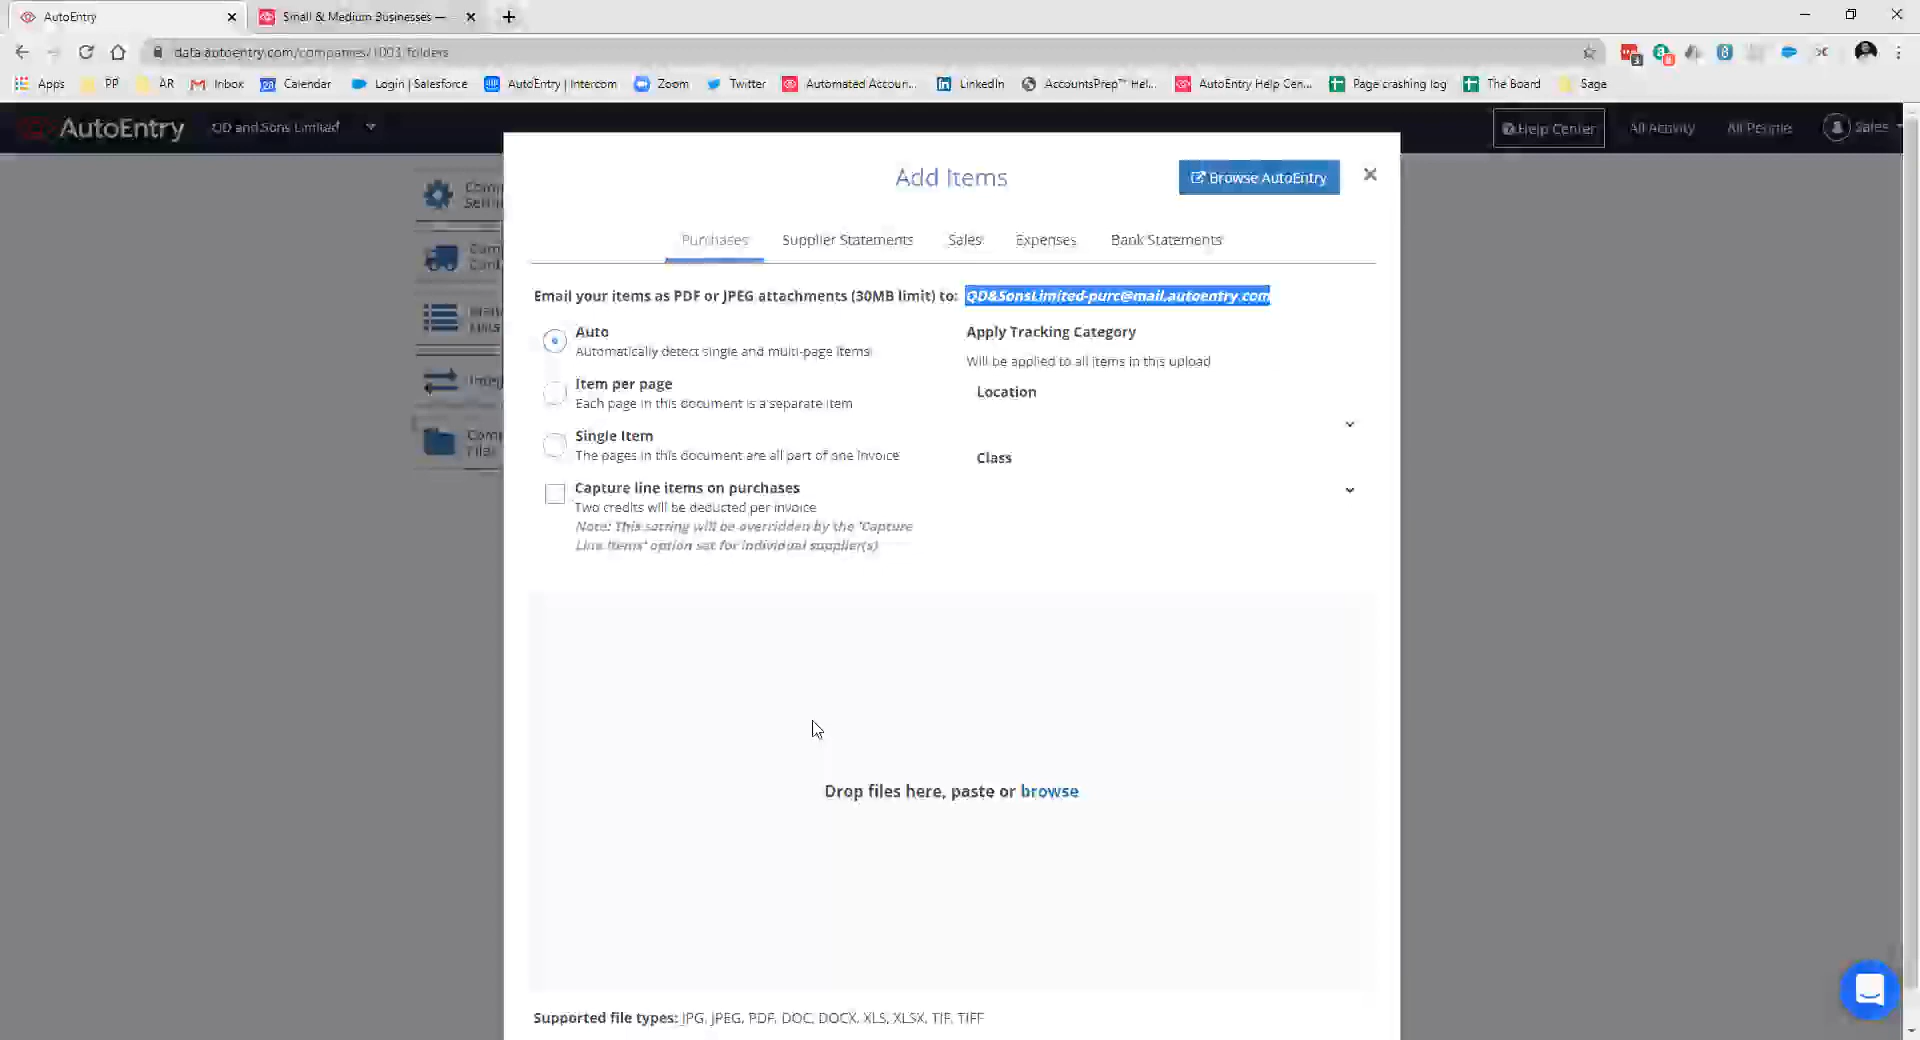 AutoEntry
Small & Medium Businesses —
data.autoentry.com/companies/1003/folders
Apps PP AR Inbox Calendar Login | Salesforce AutoEntry | Intercom Zoom Twitter Automated Accoun... LinkedIn AccountsPrep™ Hel... AutoEntry Help Cen... Page crashing log The Board Sage
AutoEntry QD and Sons Limited Help Center All Activity All People Sales
Add Items
Browse AutoEntry
Purchases Supplier Statements Sales Expenses Bank Statements
Email your items as PDF or JPEG attachments (30MB limit) to: QD&SonsLimited-purc@mail.autoentry.com
Auto
Automatically detect single and multi-page items
Item per page
Each page in this document is a separate item
Single Item
The pages in this document are all part of one invoice
Capture line items on purchases
Two credits will be deducted per invoice
Note: This setting will be overridden by the 'Capture
Line Items' option set for individual supplier(s)
Apply Tracking Category
Will be applied to all items in this upload
Location
Class
Drop files here, paste or browse
Supported file types: JPG, JPEG, PDF, DOC, DOCX, XLS, XLSX, TIF, TIFF